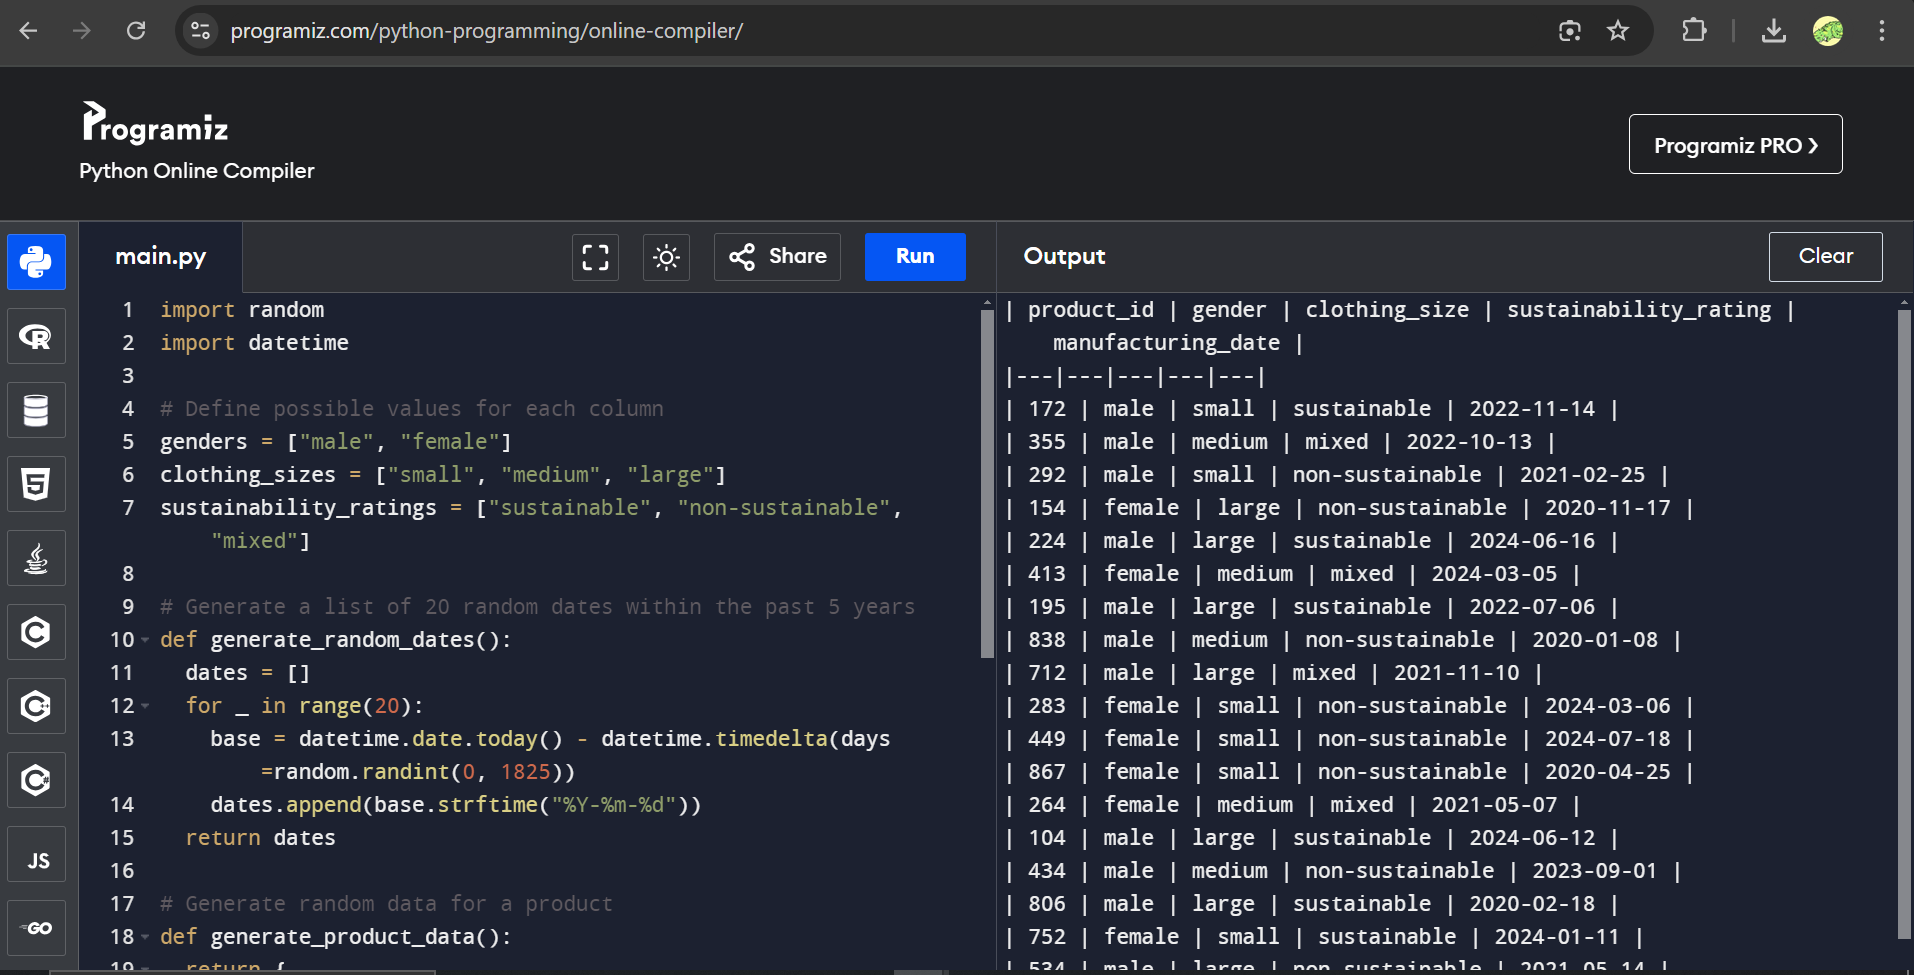 programiz.com/python-programming/online-compiler/
Programiz
Python Online Compiler
Programiz PRO ❯
main.py
Share
Run
Output
Clear
1 import random
2 import datetime
3
4 # Define possible values for each column
5 genders = ["male", "female"]
6 clothing_sizes = ["small", "medium", "large"]
7 sustainability_ratings = ["sustainable", "non-sustainable",
"mixed"]
8
9 # Generate a list of 20 random dates within the past 5 years
10 def generate_random_dates():
11 dates = []
12 for _ in range(20):
13 base = datetime.date.today() - datetime.timedelta(days
=random.randint(0, 1825))
14 dates.append(base.strftime("%Y-%m-%d"))
15 return dates
16
17 # Generate random data for a product
18 def generate_product_data():
19 return {
| product_id | gender | clothing_size | sustainability_rating |
manufacturing_date |
|---|---|---|---|---|
| 172 | male | small | sustainable | 2022-11-14 |
| 355 | male | medium | mixed | 2022-10-13 |
| 292 | male | small | non-sustainable | 2021-02-25 |
| 154 | female | large | non-sustainable | 2020-11-17 |
| 224 | male | large | sustainable | 2024-06-16 |
| 413 | female | medium | mixed | 2024-03-05 |
| 195 | male | large | sustainable | 2022-07-06 |
| 838 | male | medium | non-sustainable | 2020-01-08 |
| 712 | male | large | mixed | 2021-11-10 |
| 283 | female | small | non-sustainable | 2024-03-06 |
| 449 | female | small | non-sustainable | 2024-07-18 |
| 867 | female | small | non-sustainable | 2020-04-25 |
| 264 | female | medium | mixed | 2021-05-07 |
| 104 | male | large | sustainable | 2024-06-12 |
| 434 | male | medium | non-sustainable | 2023-09-01 |
| 806 | male | large | sustainable | 2020-02-18 |
| 752 | female | small | sustainable | 2024-01-11 |
| 534 | male | large | non-sustainable | 2021-05-14 |
R
5
C
C++
C#
JS
GO